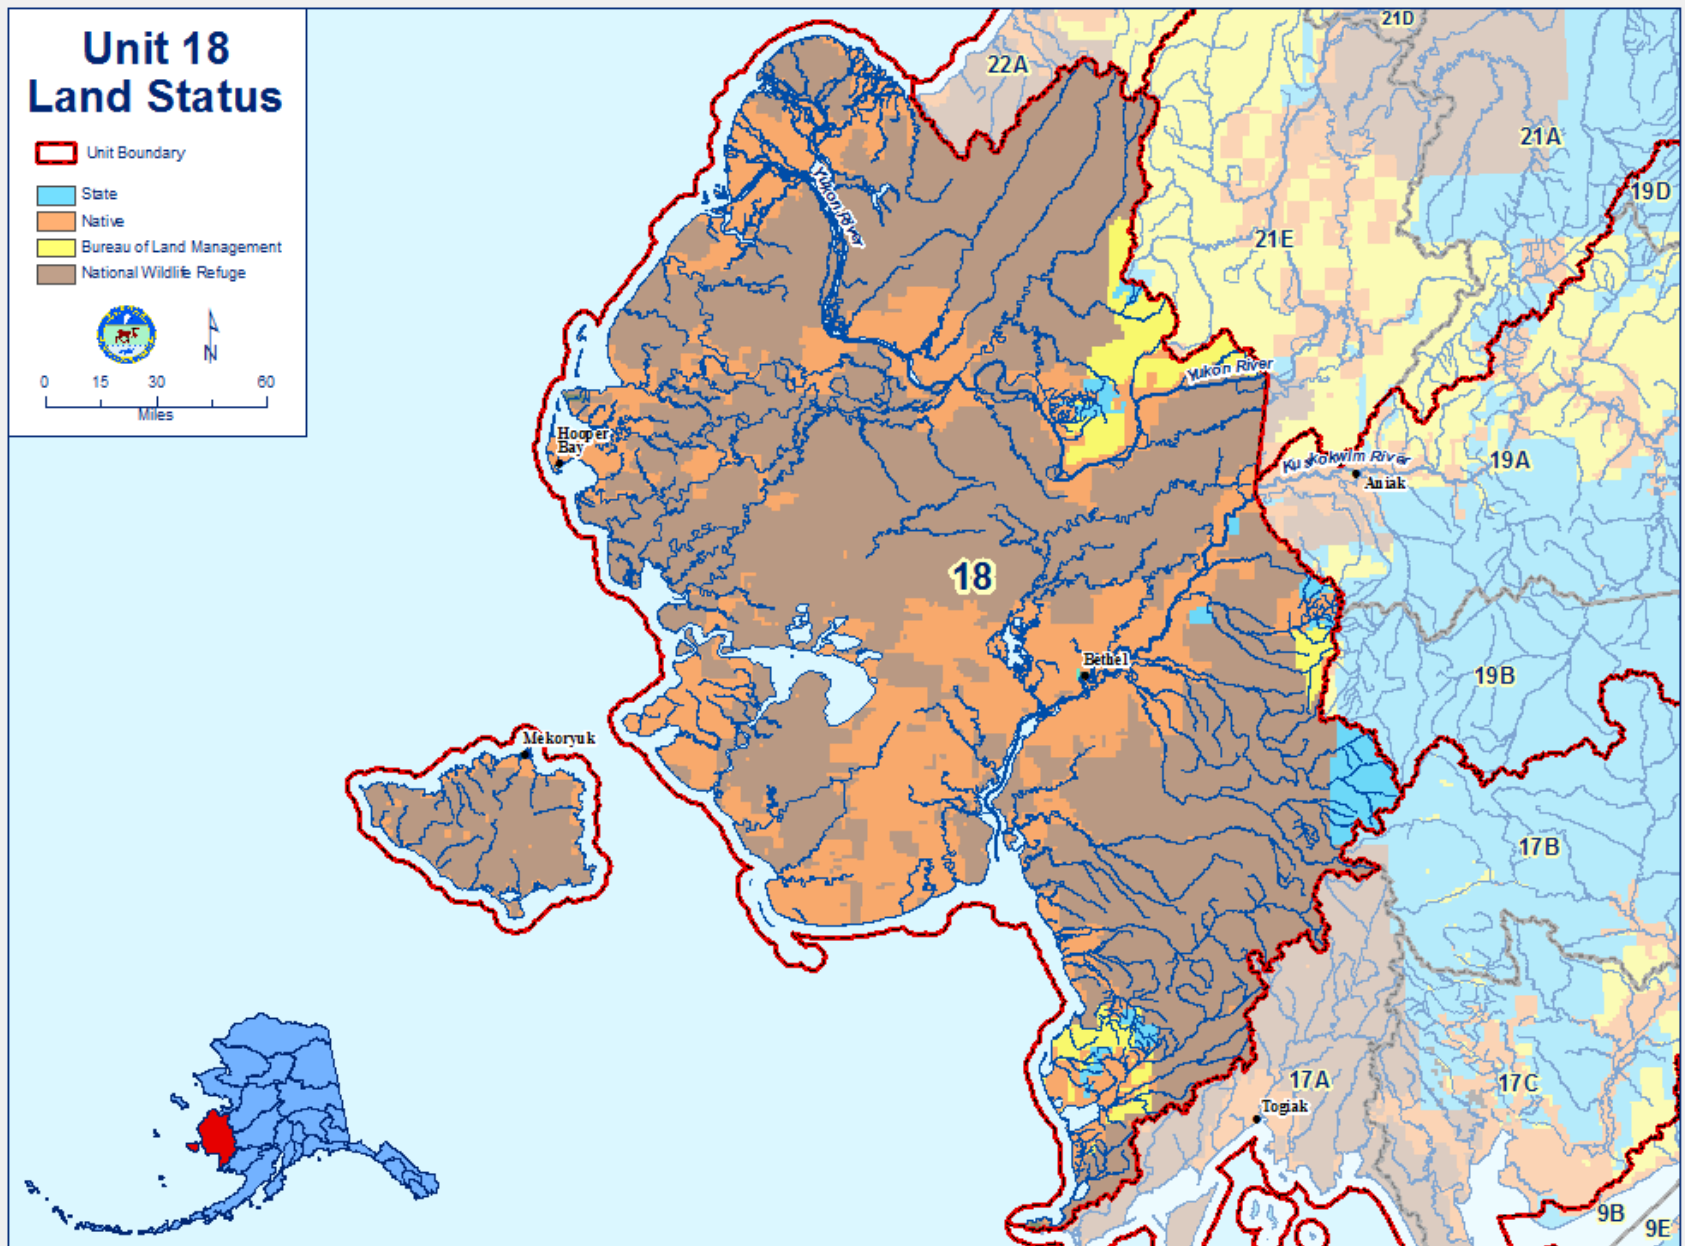 Unit 18
Land Status
Unit Boundary
State
Native
Bureau of Land Management
National Wildlife Refuge
N
0 15 30 60
Miles
21D
22A
21A
19D
Yukon River
21E
Yukon River
Hooper
Bay
Kuskokwim River
19A
Aniak
18
Bethel
19B
Mekoryuk
17B
17A
17C
Togiak
9B
9E